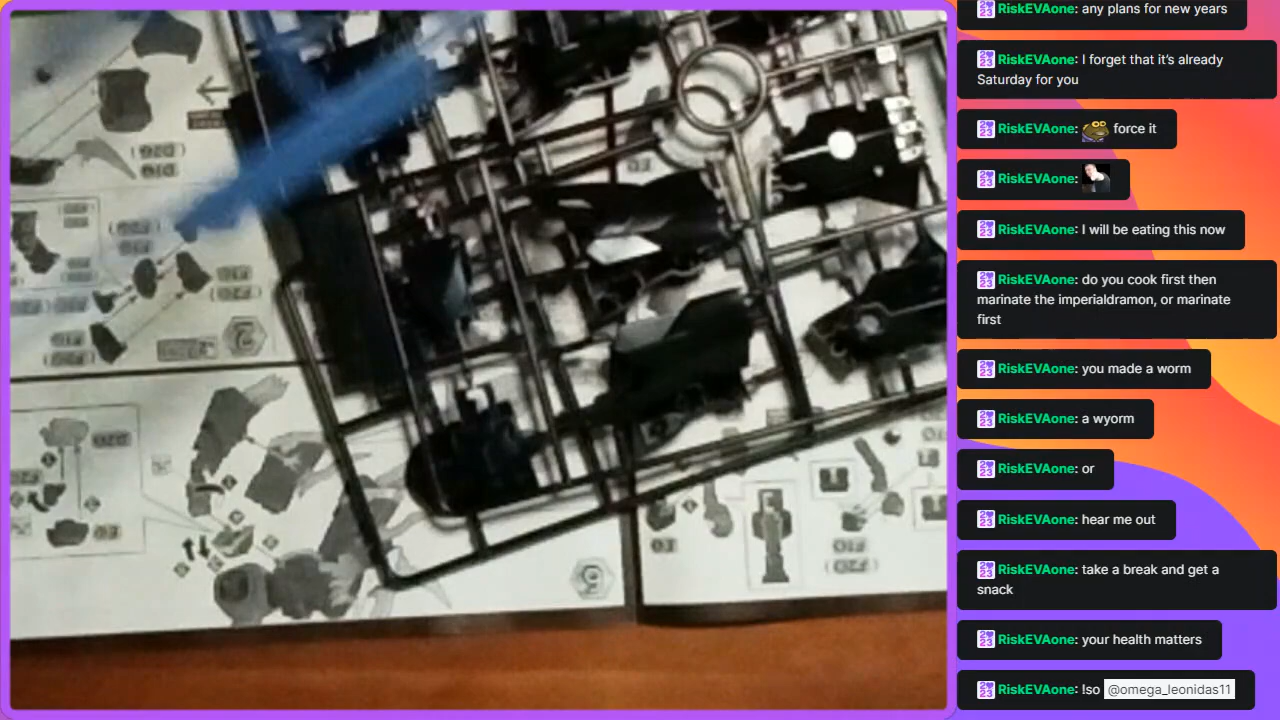 RiskEVAone: any plans for new years
RiskEVAone: I forget that it's already
Saturday for you
RiskEVAone: force it
RiskEVAone:
RiskEVAone: I will be eating this now
RiskEVAone: do you cook first then
marinate the imperialdramon, or marinate
first
RiskEVAone: you made a worm
RiskEVAone: a wyorm
RiskEVAone: or
RiskEVAone: hear me out
RiskEVAone: take a break and get a
snack
RiskEVAone: your health matters
RiskEVAone: !so @omega_leonidas11